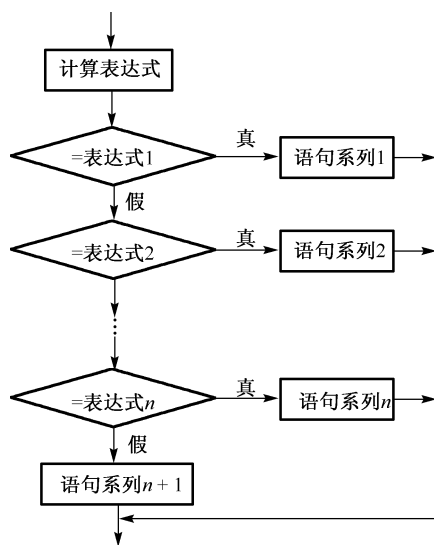 计算表达式
=表达式1
真
语句系列1
假
=表达式2
真
语句系列2
=表达式n
真
语句系列n
假
语句系列n + 1